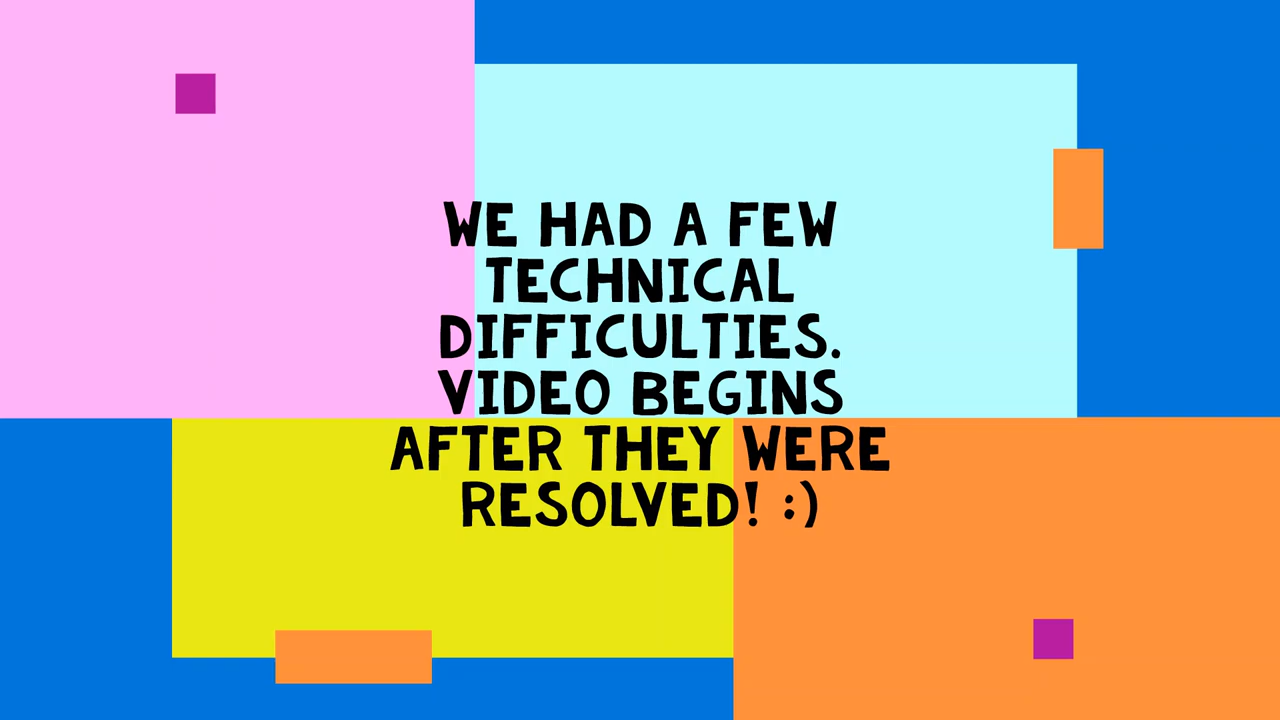 WE HAD A FEW
TECHNICAL
DIFFICULTIES.
VIDEO BEGINS
AFTER THEY WERE
RESOLVED! :)